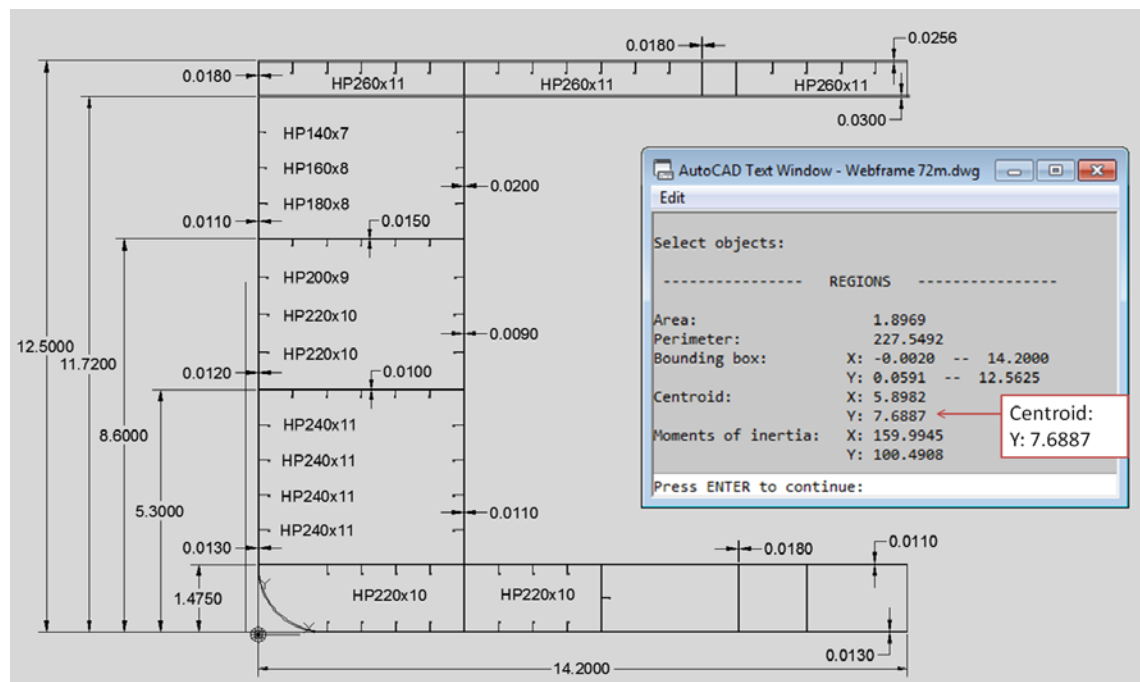 0.0180
0.0256
0.0180
HP260x11
HP260x11
HP260x11
0.0300
HP140x7
HP160x8
0.0200
HP180x8
0.0110
0.0150
HP200x9
HP220x10
0.0090
12.5000
11.7200
HP220x10
0.0120
0.0100
8.6000
HP240x11
HP240x11
HP240x11
5.3000
0.0110
HP240x11
0.0130
0.0180
0.0110
1.4750
HP220x10
HP220x10
Y
X
0.0130
14.2000
AutoCAD Text Window - Webframe 72m.dwg
Edit
Select objects:
---------------- REGIONS ----------------
Area: 1.8969
Perimeter: 227.5492
Bounding box: X: -0.0020 -- 14.2000
Y: 0.0591 -- 12.5625
Centroid: X: 5.8982
Y: 7.6887
Moments of inertia: X: 159.9945
Y: 100.4908
Press ENTER to continue:
Centroid:
Y: 7.6887